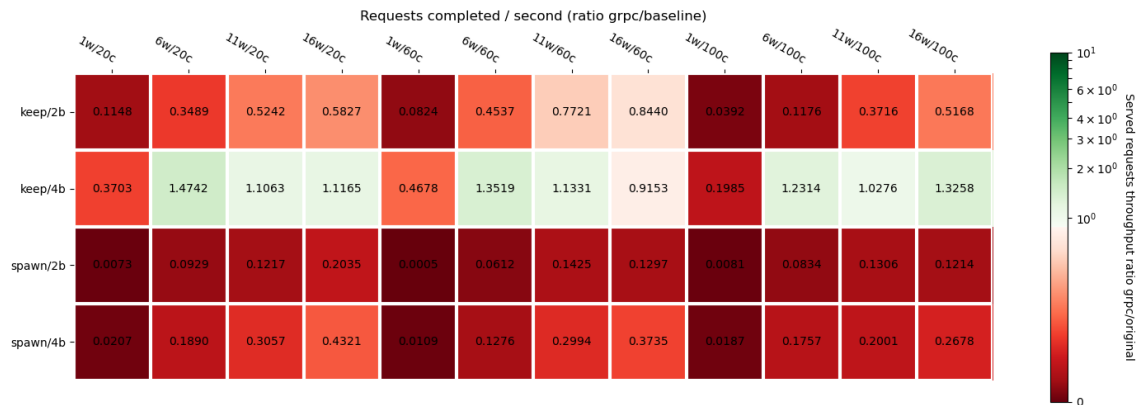 Requests completed / second (ratio grpc/baseline)
1w/20c 6w/20c 11w/20c 16w/20c 1w/60c 6w/60c 11w/60c 16w/60c 1w/100c 6w/100c 11w/100c 16w/100c
keep/2b 0.1148 0.3489 0.5242 0.5827 0.0824 0.4537 0.7721 0.8440 0.0392 0.1176 0.3716 0.5168
keep/4b 0.3703 1.4742 1.1063 1.1165 0.4678 1.3519 1.1331 0.9153 0.1985 1.2314 1.0276 1.3258
spawn/2b 0.0073 0.0929 0.1217 0.2035 0.0005 0.0612 0.1425 0.1297 0.0081 0.0834 0.1306 0.1214
spawn/4b 0.0207 0.1890 0.3057 0.4321 0.0109 0.1276 0.2994 0.3735 0.0187 0.1757 0.2001 0.2678
10¹
6 × 10⁰
4 × 10⁰
3 × 10⁰
2 × 10⁰
10⁰
0
Served requests throughput ratio grpc/original